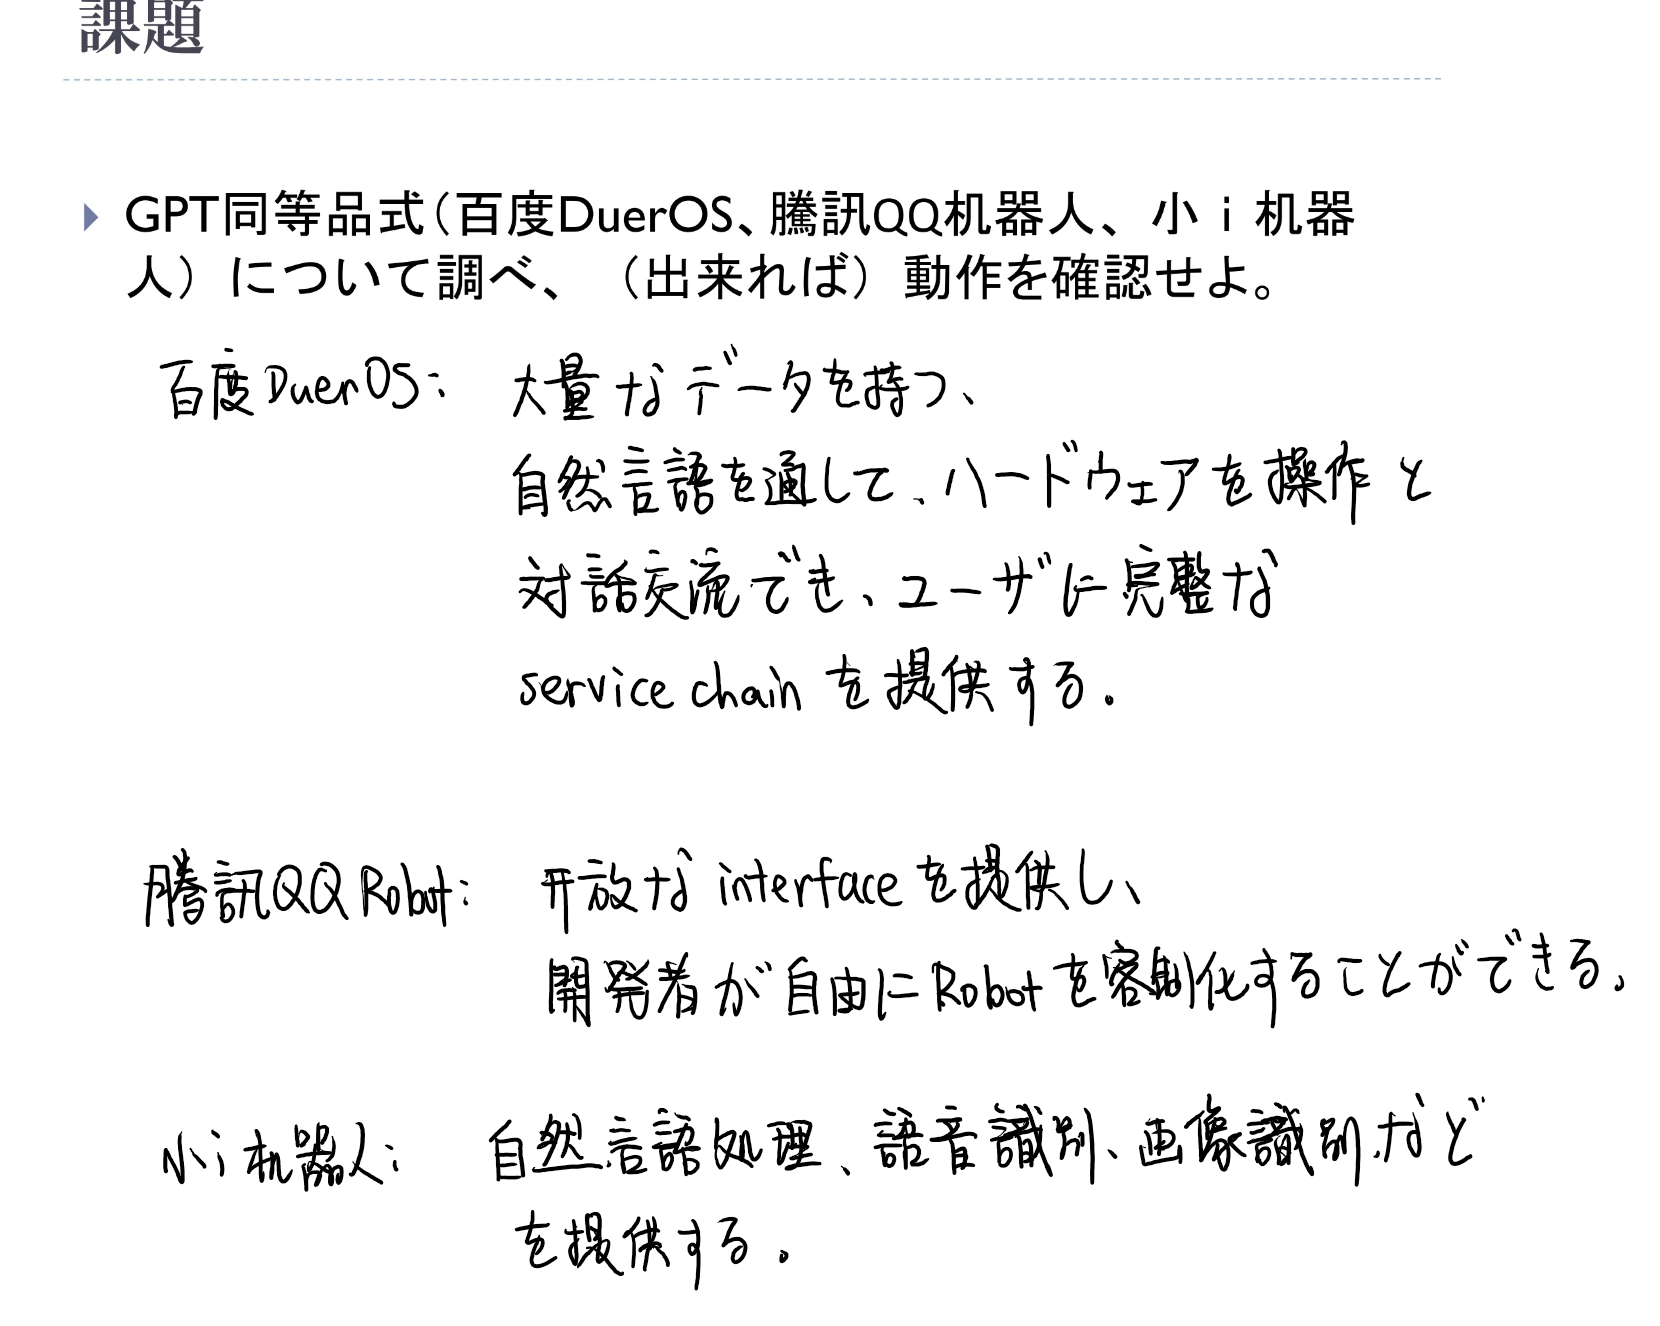 課題
GPT同等品式（百度DuerOS、騰訊QQ机器人、小ｉ机器
人）について調べ、（出来れば）動作を確認せよ。
百度DuerOS: 大量なデータを持つ、
自然言語を通して、ハードウェアを操作と
対話交流でき、ユーザに完整な
service chain を提供する.
騰訊QQ Robot: 开放な interface を提供し、
開発者が自由にRobotを客制化することができる。
小i机器人: 自然言語処理、語音識別、画像識別など
を提供する.